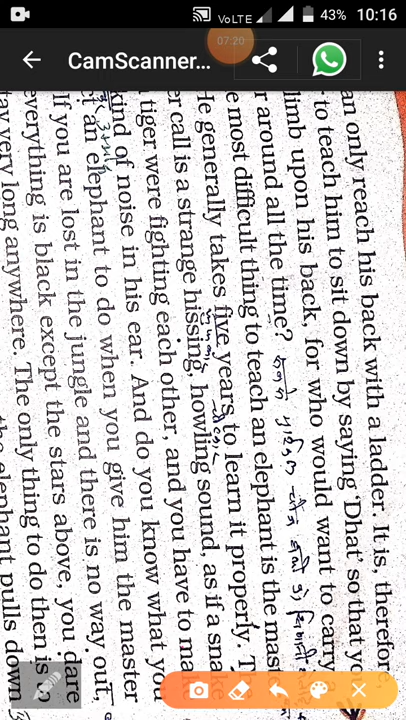 VoLTE 43% 10:16
07:20
CamScanner...
an only reach his back with a ladder. It is, therefore,
to teach him to sit down by saying 'Dhat' so that you
limb upon his back, for who would want to carry a
r around all the time?
e most difficult thing to teach an elephant is the mast
He generally takes five years to learn it properly. T
er call is a strange hissing, howling sound, as if a snake
tiger were fighting each other, and you have to mak
kind of noise in his ear. And do you know what you
an elephant to do when you give him the master
If you are lost in the jungle and there is no way out,
everything is black except the stars above, you dare
tay very long anywhere. The only thing to do then is to
the elephant pulls down